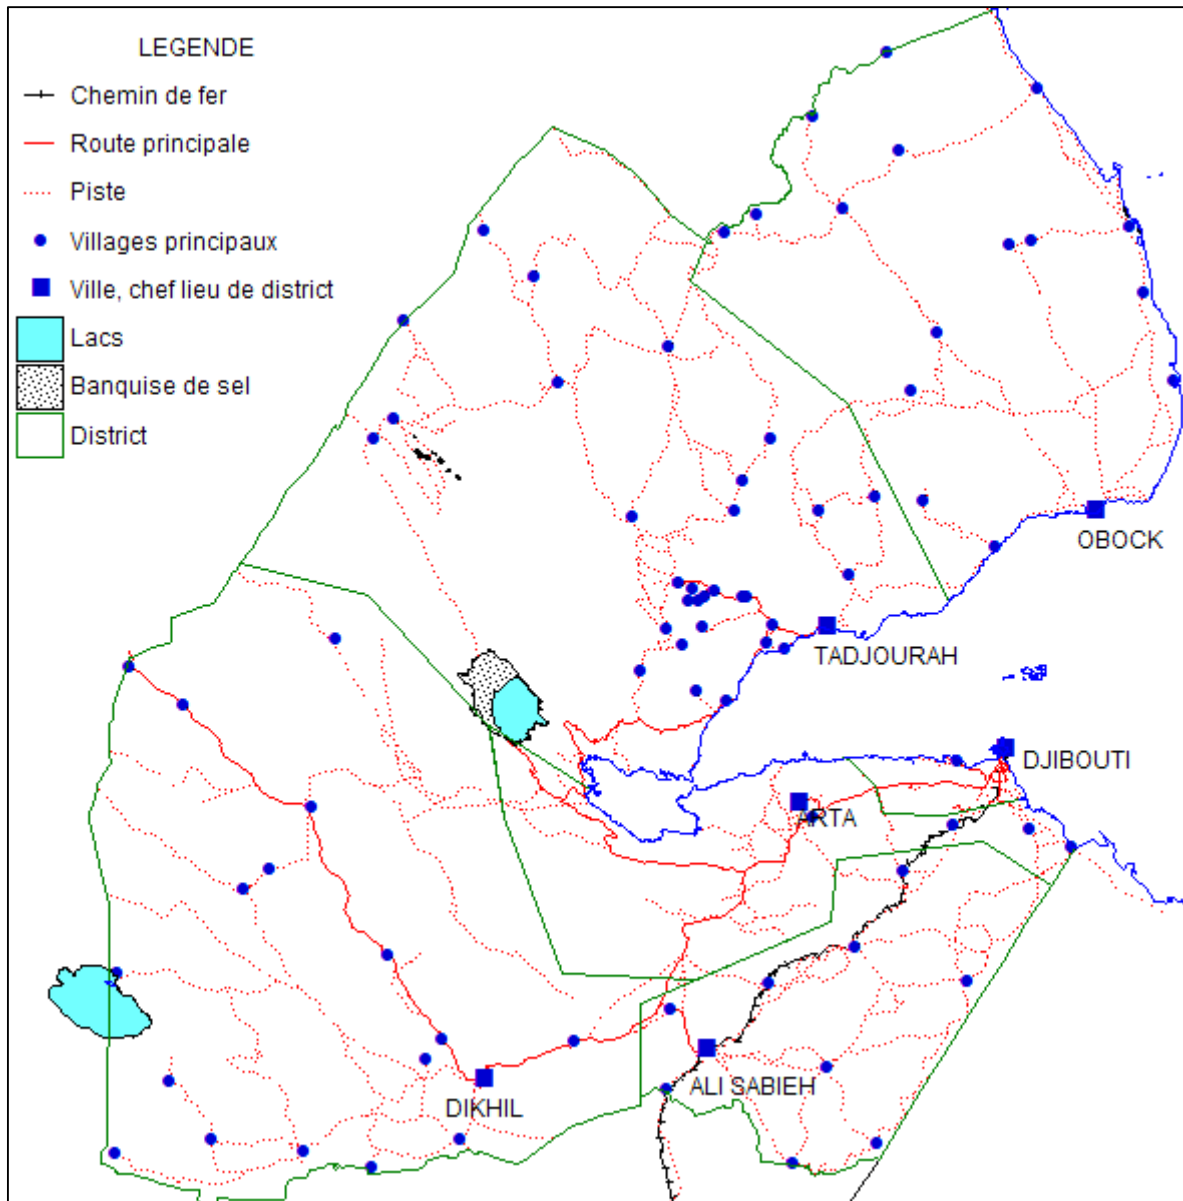 LEGENDE
Chemin de fer
Route principale
Piste
Villages principaux
Ville, chef lieu de district
Lacs
Banquise de sel
District
OBOCK
TADJOURAH
DJIBOUTI
ARTA
ALI SABIEH
DIKHIL